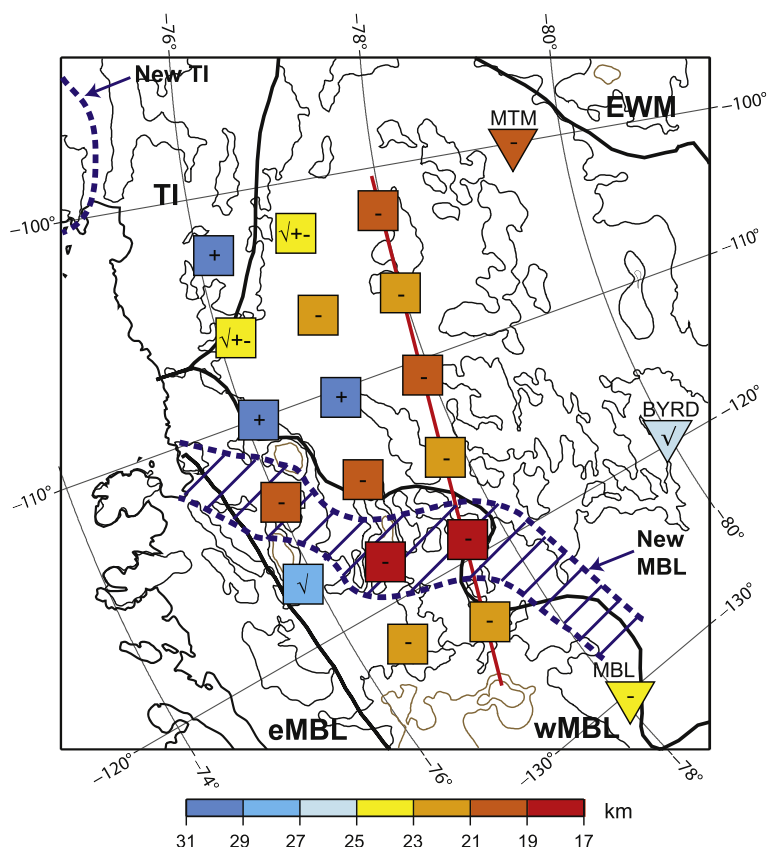 -76°
-78°
-80°
New TI
EWM
-100°
MTM
-
TI
-
√+-
-100°
+
-110°
-
-
√+-
-
+
-120°
BYRD
√
+
-
-
-110°
-
-80°
-
New
MBL
-
√
-130°
-
-
MBL
-
eMBL
wMBL
-120°
-74°
-76°
-130°
-78°
km
31 29 27 25 23 21 19 17